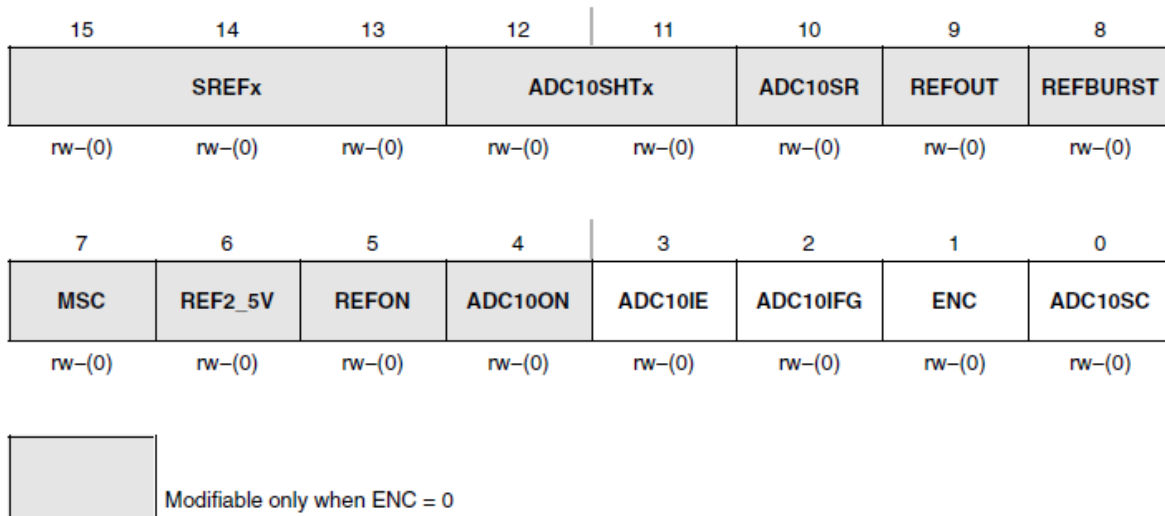 15 14 13 12 11 10 9 8
SREFx ADC10SHTx ADC10SR REFOUT REFBURST
rw−(0) rw−(0) rw−(0) rw−(0) rw−(0) rw−(0) rw−(0) rw−(0)
7 6 5 4 3 2 1 0
MSC REF2_5V REFON ADC10ON ADC10IE ADC10IFG ENC ADC10SC
rw−(0) rw−(0) rw−(0) rw−(0) rw−(0) rw−(0) rw−(0) rw−(0)
Modifiable only when ENC = 0